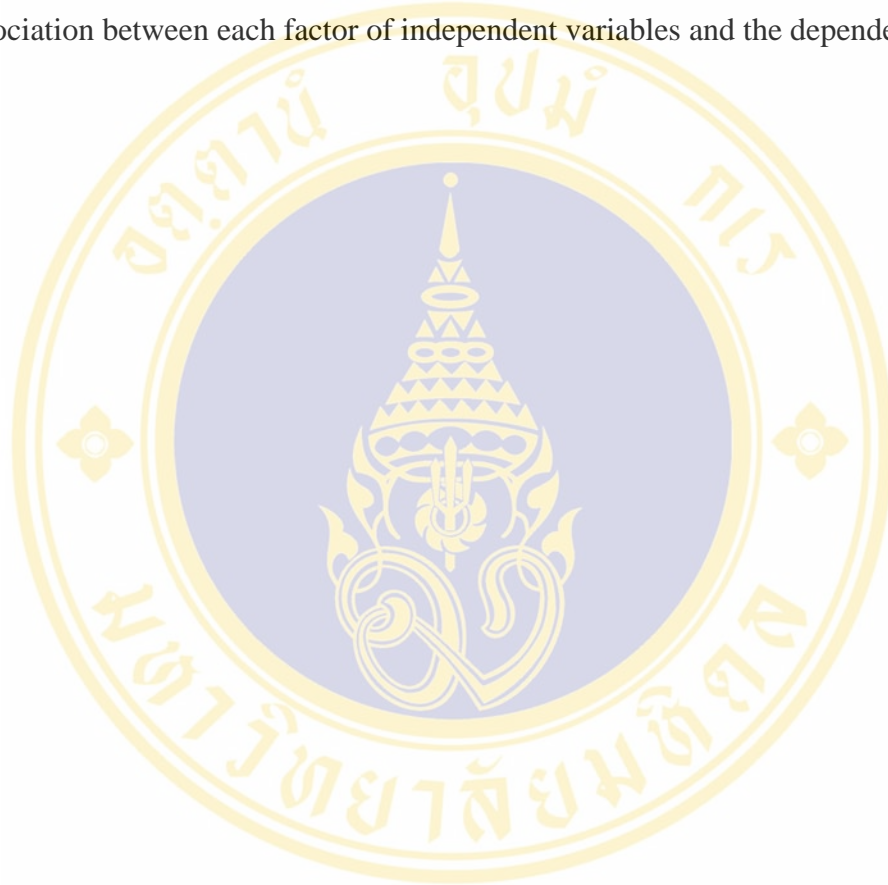 ociation between each factor of independent variables and the depende
อตฺตานํ อุปมํ กเร
มหาวิทยาลัยมหิดล